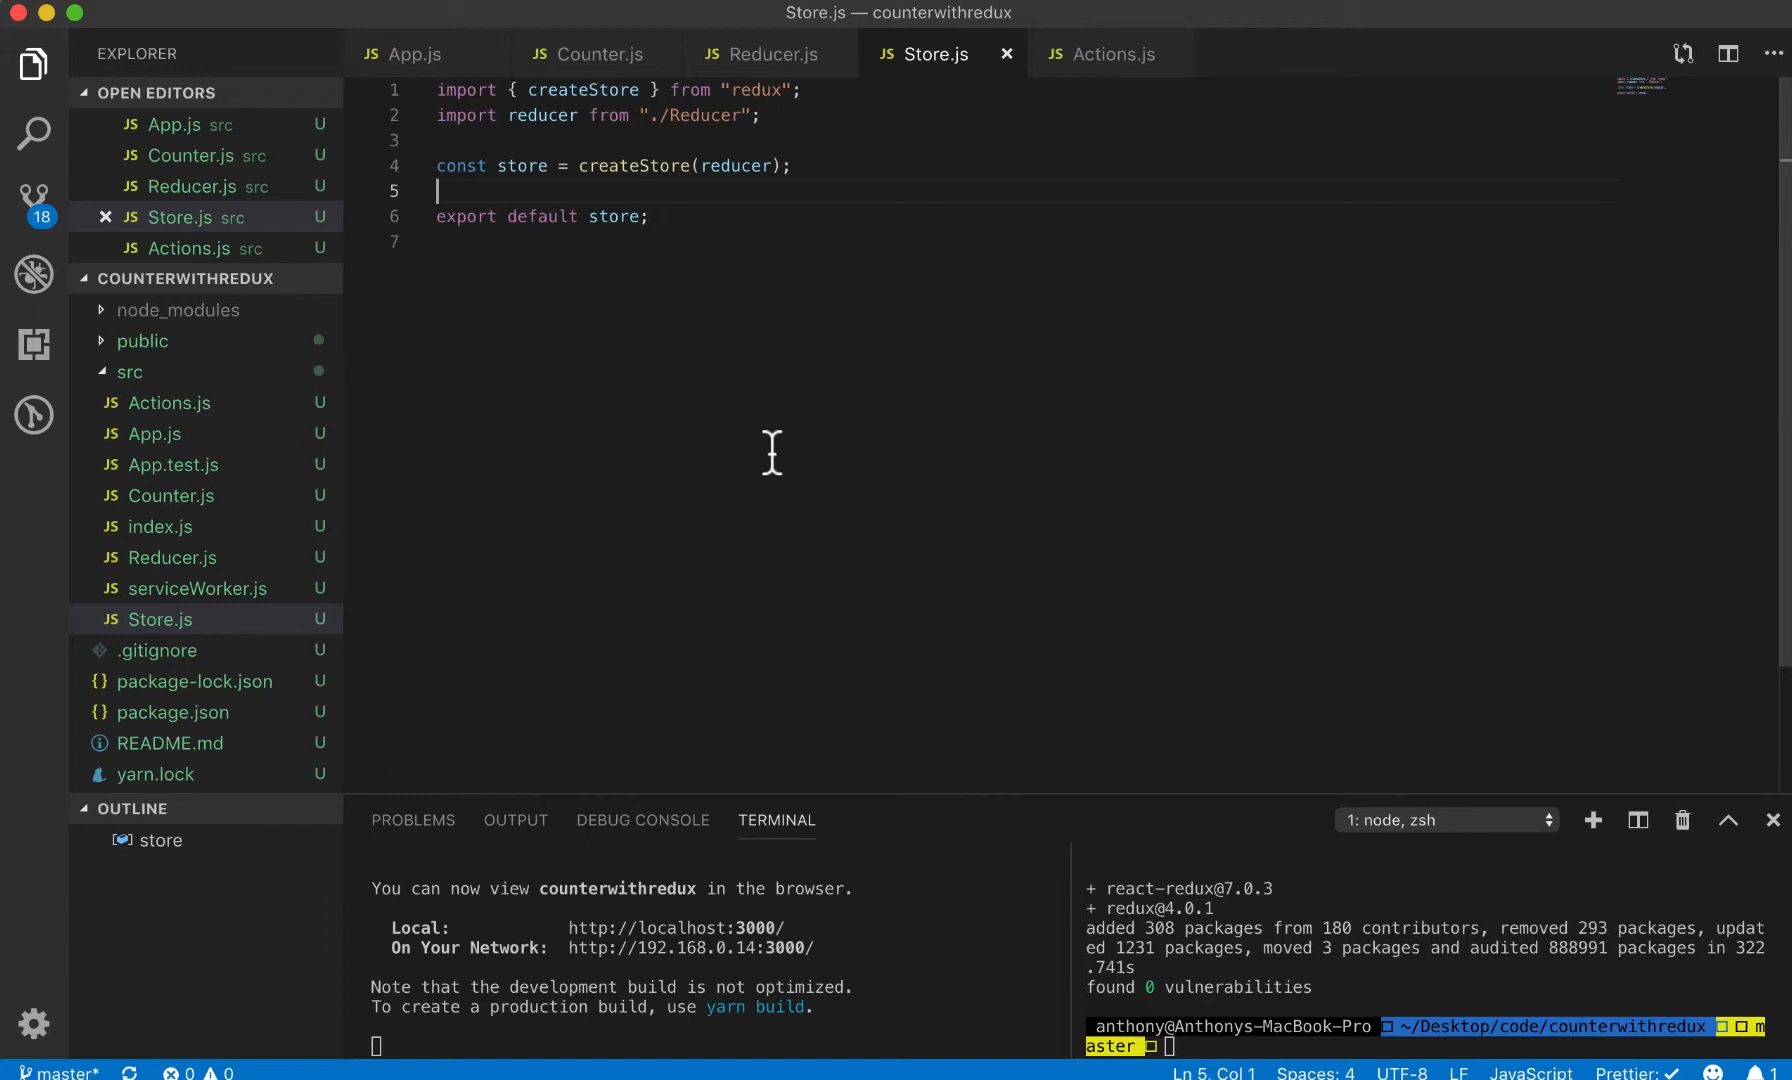 Store.js — counterwithredux
EXPLORER
OPEN EDITORS
JS App.js src U
JS Counter.js src U
JS Reducer.js src U
JS Store.js src U
JS Actions.js src U
COUNTERWITHREDUX
node_modules
public
src
JS Actions.js U
JS App.js U
JS App.test.js U
JS Counter.js U
JS index.js U
JS Reducer.js U
JS serviceWorker.js U
JS Store.js U
.gitignore U
{} package-lock.json U
{} package.json U
README.md U
yarn.lock U
OUTLINE
store
18
JS App.js JS Counter.js JS Reducer.js JS Store.js JS Actions.js
1 import { createStore } from "redux";
2 import reducer from "./Reducer";
3
4 const store = createStore(reducer);
5
6 export default store;
7
PROBLEMS OUTPUT DEBUG CONSOLE TERMINAL 1: node, zsh
You can now view counterwithredux in the browser.
Local: http://localhost:3000/
On Your Network: http://192.168.0.14:3000/
Note that the development build is not optimized.
To create a production build, use yarn build.
+ react-redux@7.0.3
+ redux@4.0.1
added 308 packages from 180 contributors, removed 293 packages, updat
ed 1231 packages, moved 3 packages and audited 888991 packages in 322
.741s
found 0 vulnerabilities
anthony@Anthonys-MacBook-Pro ~/Desktop/code/counterwithredux m
aster
master* 0 0 Ln 5, Col 1 Spaces: 4 UTF-8 LF JavaScript Prettier: ✓ 1